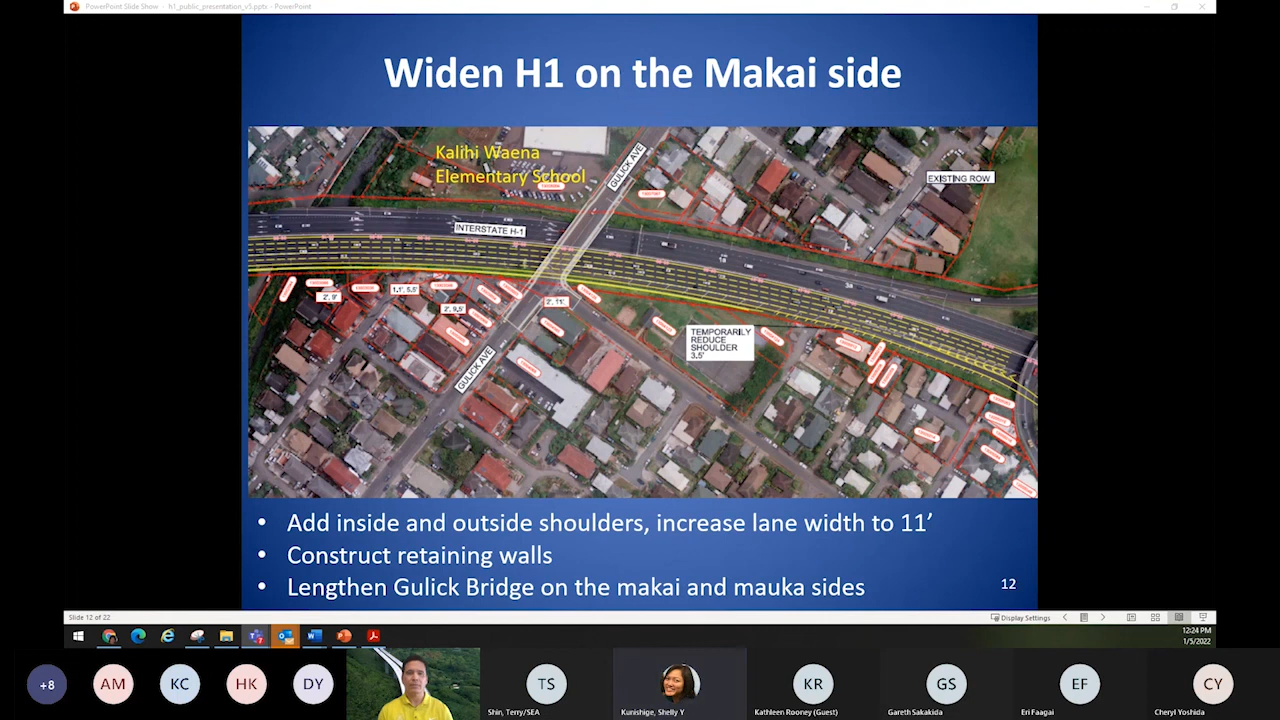 PowerPoint Slide Show - h1_public_presentation_v5.pptx - PowerPoint
Widen H1 on the Makai side
Kalihi Waena
Elementary School
GULICK AVE
EXISTING ROW
INTERSTATE H-1
2', 9'
1.1', 5.5'
2', 9.5'
2', 11'
TEMPORARILY
REDUCE
SHOULDER
3.5'
GULICK AVE
• Add inside and outside shoulders, increase lane width to 11’
• Construct retaining walls
• Lengthen Gulick Bridge on the makai and mauka sides
12
Slide 12 of 22
Display Settings
12:24 PM
1/5/2022
+8
AM
KC
HK
DY
TS
KR
GS
EF
CY
Shin, Terry/SEA
Kunishige, Shelly Y
Kathleen Rooney (Guest)
Gareth Sakakida
Eri Faagai
Cheryl Yoshida